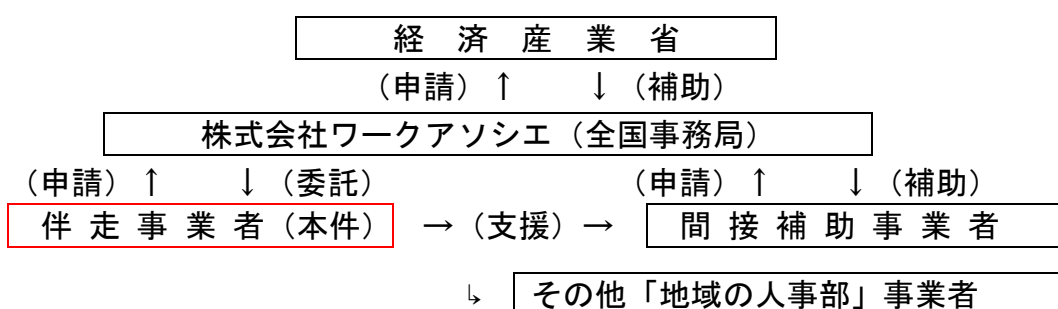 経 済 産 業 省
（申請）↑ ↓（補助）
株式会社ワークアソシエ（全国事務局）
（申請）↑ ↓（委託） （申請）↑ ↓（補助）
伴 走 事 業 者（本件） →（支援）→ 間 接 補 助 事 業 者
↳ その他「地域の人事部」事業者